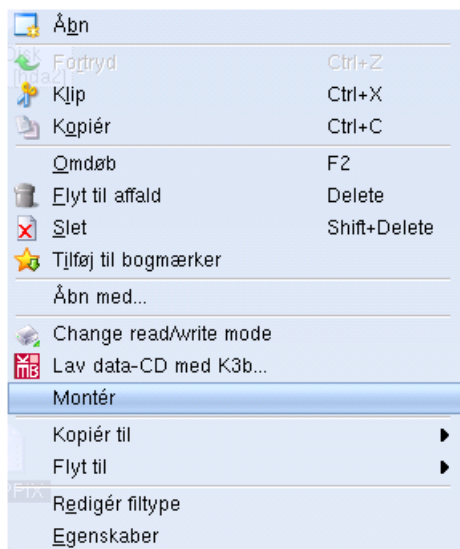 Åbn
Fortryd Ctrl+Z
Klip Ctrl+X
Kopiér Ctrl+C
Omdøb F2
Flyt til affald Delete
Slet Shift+Delete
Tilføj til bogmærker
Åbn med...
Change read/write mode
Lav data-CD med K3b...
Montér
Kopiér til
Flyt til
Redigér filtype
Egenskaber